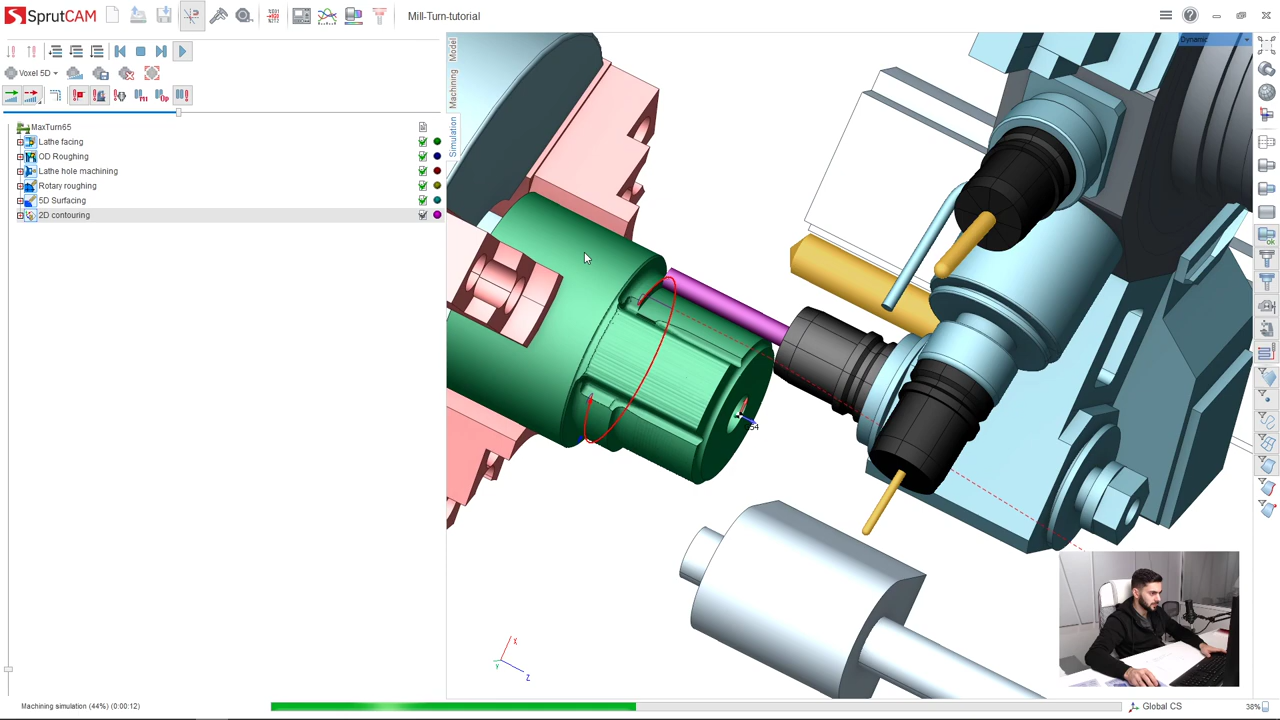 SprutCAM
Mill-Turn-tutorial
Voxel 5D
Dynamic
Model
Machining
Simulation
MaxTurn65
Lathe facing
OD Roughing
Lathe hole machining
Rotary roughing
5D Surfacing
2D contouring
X
Y
Z
Machining simulation (44%) (0:00:12)
Global CS
38%